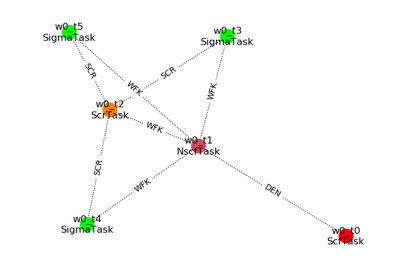 w0_t5
SigmaTask
w0_t3
SigmaTask
SCR
SCR
WFK
WFK
w0_t2
ScrTask
WFK
w0_t1
NscrTask
SCR
WFK
DEN
w0_t4
SigmaTask
w0_t0
ScrTask